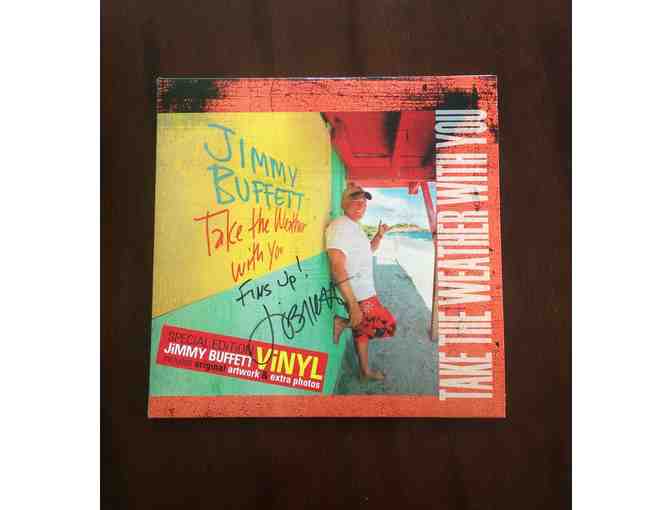 JiMMY
BUFFETT
Take the Weather
with You
Fins Up!
SPECIAL EDITION
JiMMY BUFFETT ViNYL
original artwork & extra photos
TAKE THE WEATHER WITH YOU